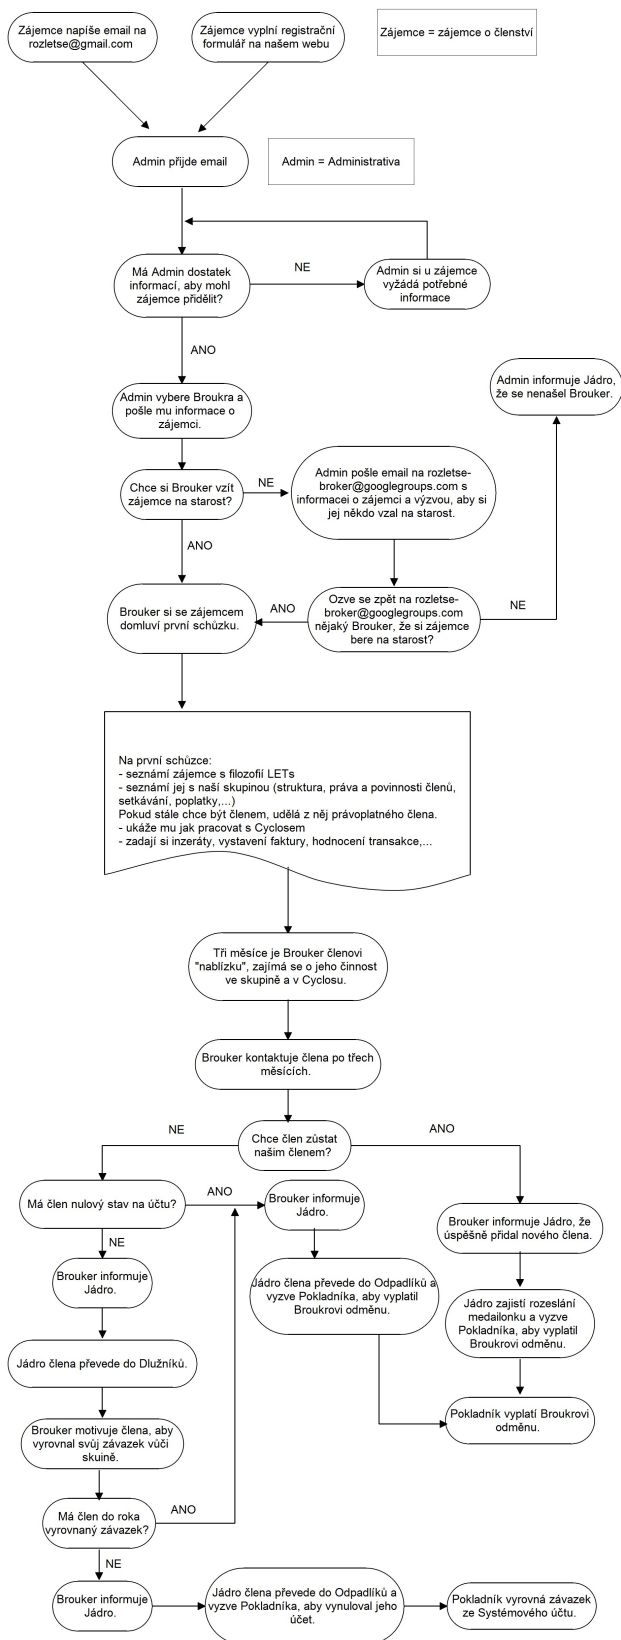 Zájemce napíše email na
rozletse@gmail.com
Zájemce vyplní registrační
formulář na našem webu
Zájemce = zájemce o členství
Admin přijde email
Admin = Administrativa
Má Admin dostatek
informací, aby mohl
zájemce přidělit?
NE
Admin si u zájemce
vyžádá potřebné
informace
ANO
Admin vybere Broukra a
pošle mu informace o
zájemci.
Admin informuje Jádro,
že se nenašel Brouker.
Chce si Brouker vzít
zájemce na starost?
NE
Admin pošle email na rozletse-
broker@googlegroups.com s
informacei o zájemci a výzvou, aby si
jej někdo vzal na starost.
ANO
Brouker si se zájemcem
domluví první schůzku.
ANO
Ozve se zpět na rozletse-
broker@googlegroups.com
nějaký Brouker, že si zájemce
bere na starost?
NE
Na první schůzce:
- seznámí zájemce s filozofií LETs
- seznámí jej s naší skupinou (struktura, práva a povinnosti členů,
setkávání, poplatky,...)
Pokud stále chce být členem, udělá z něj právoplatného člena.
- ukáže mu jak pracovat s Cyclosem
- zadají si inzeráty, vystavení faktury, hodnocení transakce,...
Tři měsíce je Brouker členovi
"nablízku", zajímá se o jeho činnost
ve skupině a v Cyclosu.
Brouker kontaktuje člena po třech
měsících.
Chce člen zůstat
našim členem?
NE
ANO
Má člen nulový stav na účtu?
ANO
Brouker informuje
Jádro.
Brouker informuje Jádro, že
úspěšně přidal nového člena.
NE
Brouker informuje
Jádro.
Jádro člena převede do Odpadlíků a
vyzve Pokladníka, aby vyplatil
Broukrovi odměnu.
Jádro zajistí rozeslání
medailonku a vyzve
Pokladníka, aby vyplatil
Broukrovi odměnu.
Jádro člena převede do Dlužníků.
Pokladník vyplatí Broukrovi
odměnu.
Brouker motivuje člena, aby
vyrovnal svůj závazek vůči
skuině.
Má člen do roka
vyrovnaný závazek?
ANO
NE
Brouker informuje
Jádro.
Jádro člena převede do Odpadlíků a
vyzve Pokladníka, aby vynuloval jeho
účet.
Pokladník vyrovná závazek
ze Systémového účtu.